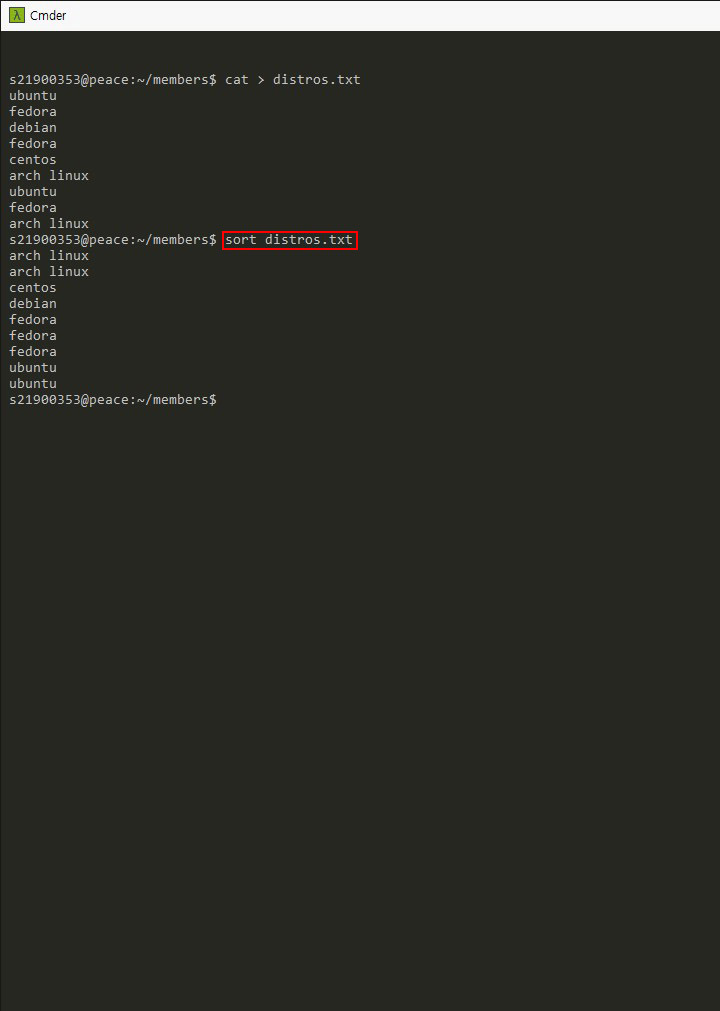 Cmder
s21900353@peace:~/members$ cat > distros.txt
ubuntu
fedora
debian
fedora
centos
arch linux
ubuntu
fedora
arch linux
s21900353@peace:~/members$ sort distros.txt
arch linux
arch linux
centos
debian
fedora
fedora
fedora
ubuntu
ubuntu
s21900353@peace:~/members$